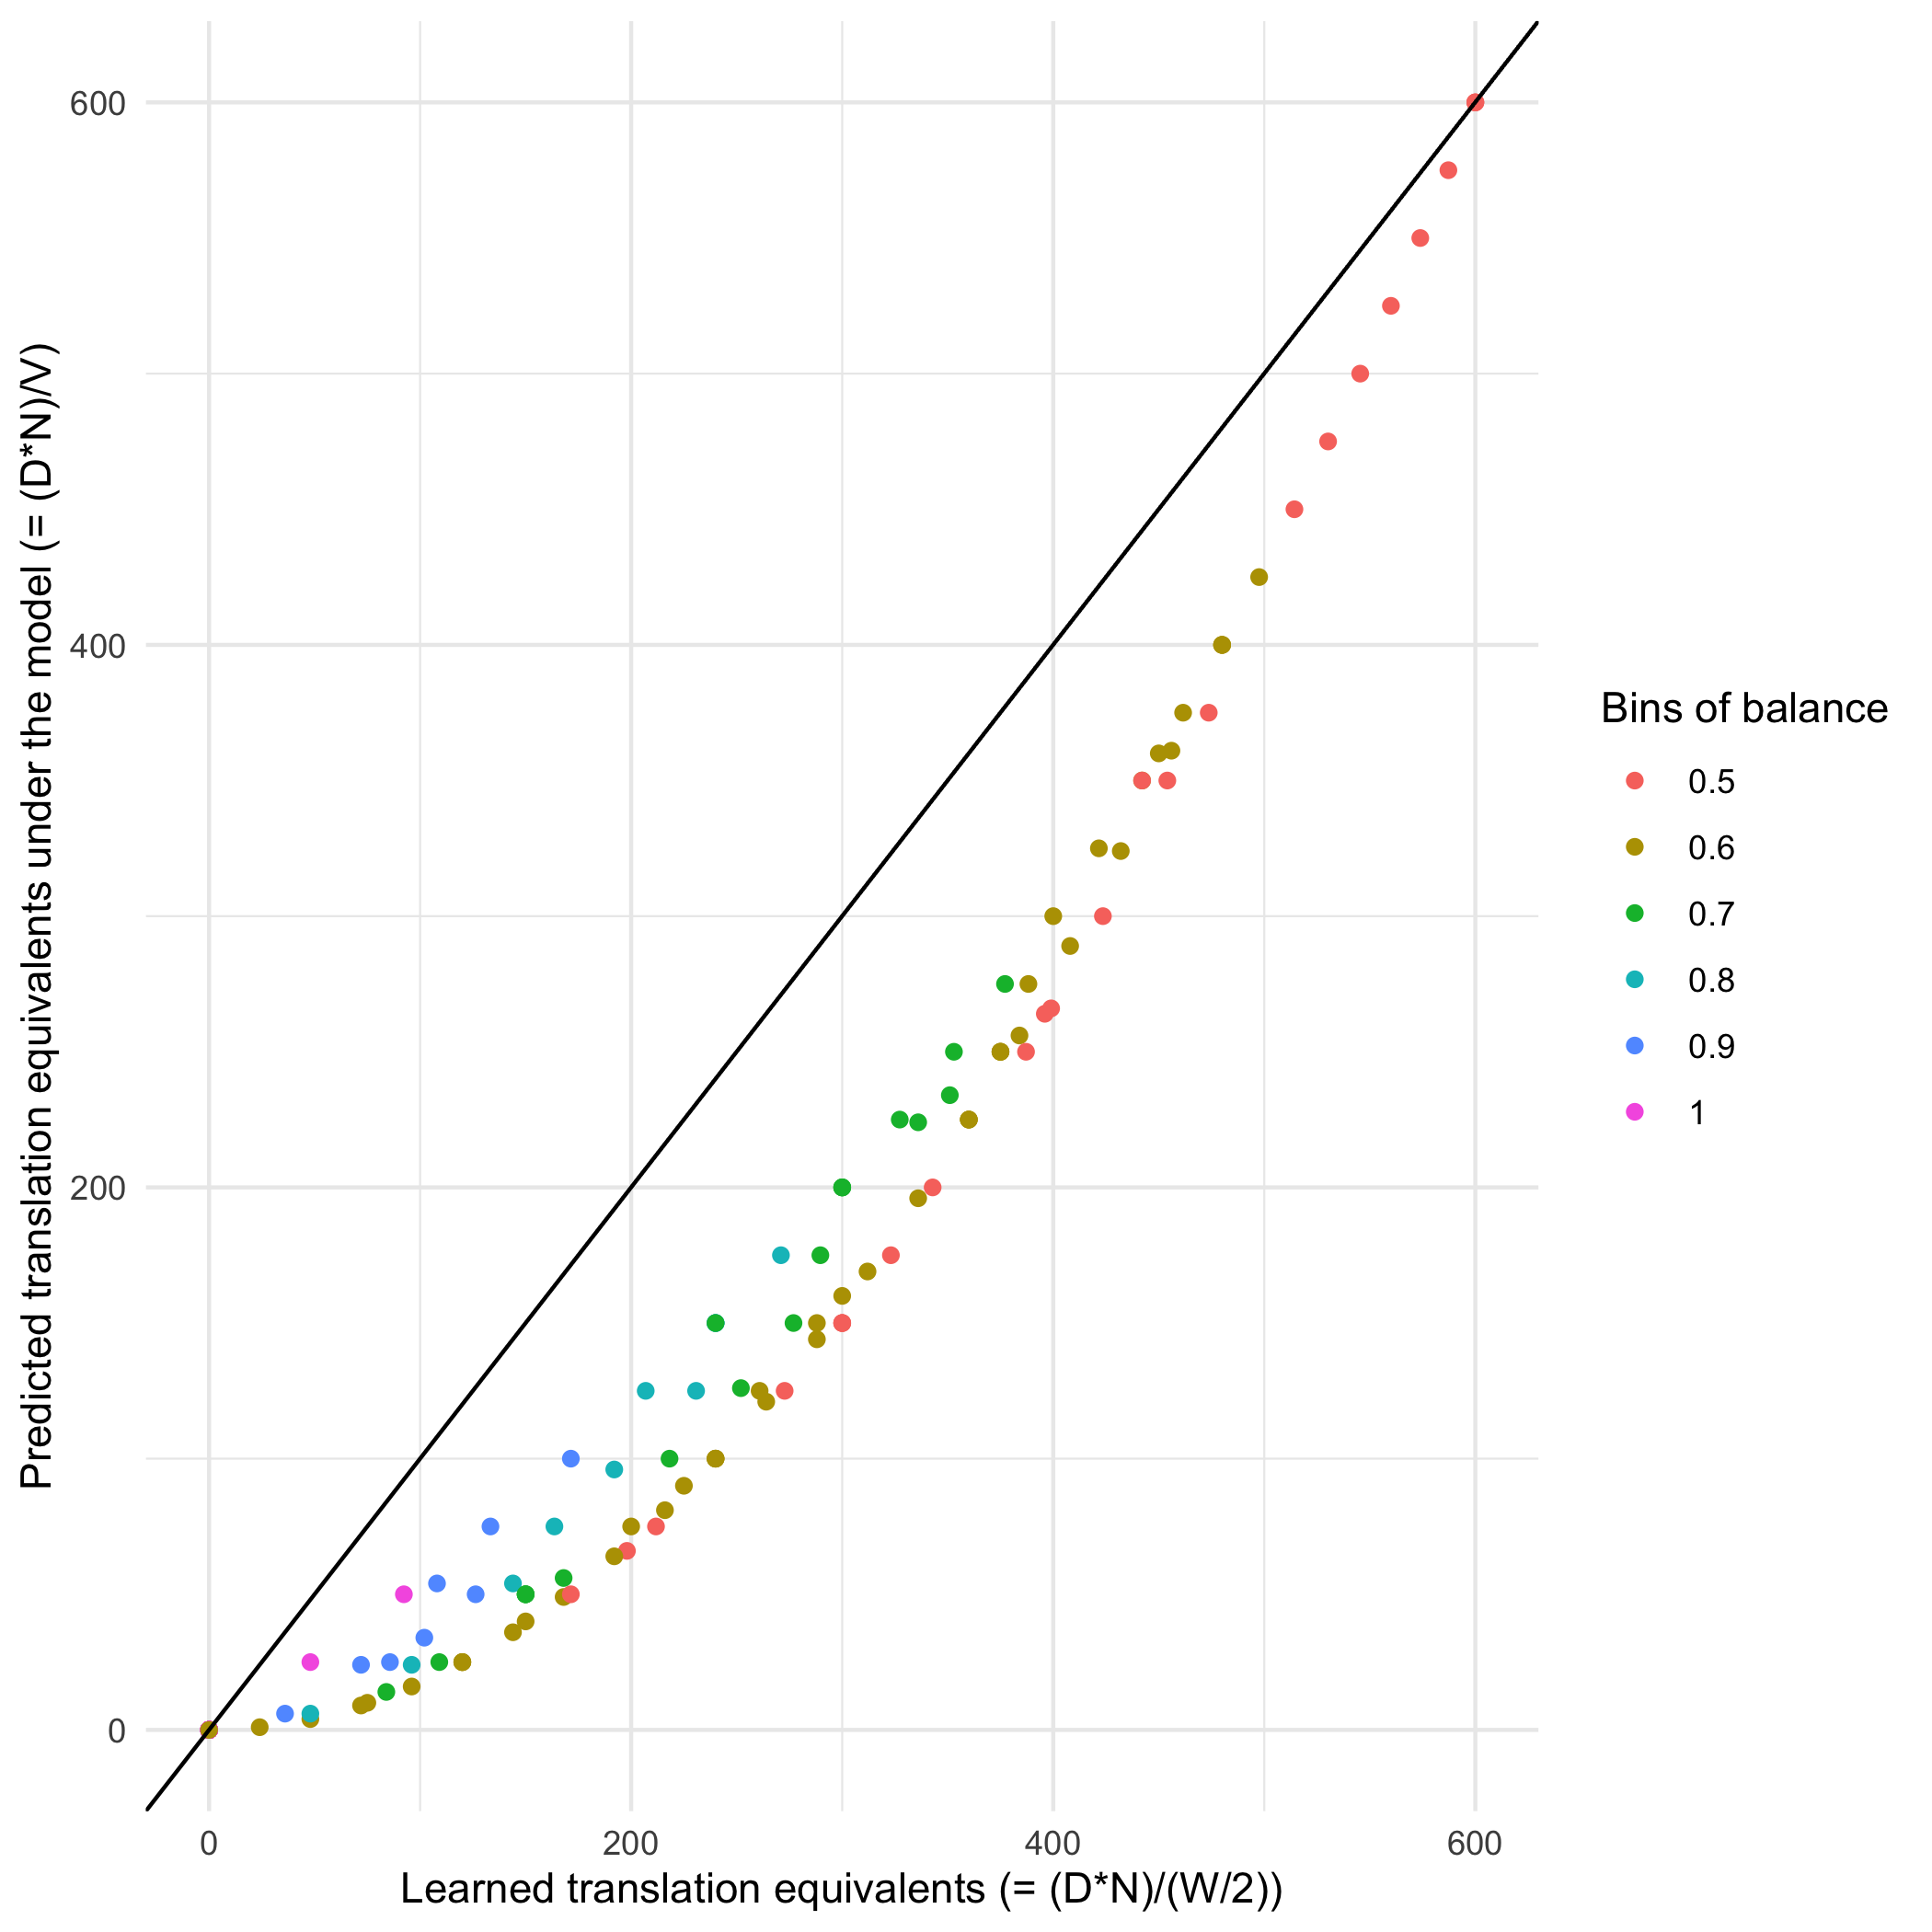 Predicted translation equivalents under the model (= (D*N)/V)
600
400
200
0
0 200 400 600
Learned translation equivalents (= (D*N)/(W/2))
Bins of balance
0.5
0.6
0.7
0.8
0.9
1